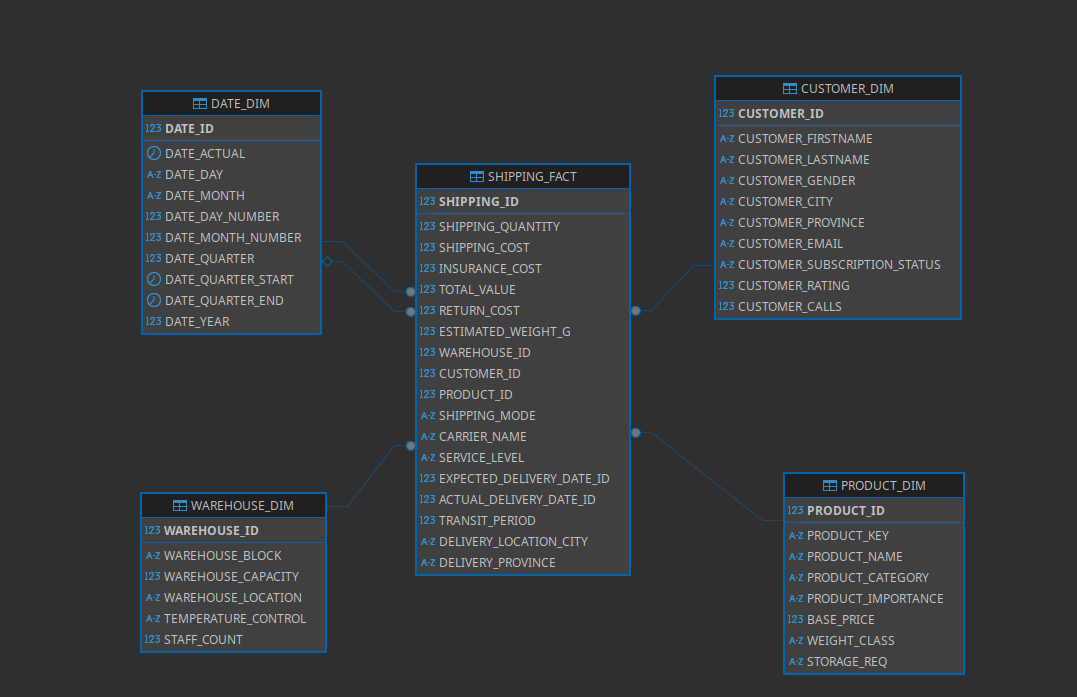 DATE_DIM
123 DATE_ID
DATE_ACTUAL
A-Z DATE_DAY
A-Z DATE_MONTH
123 DATE_DAY_NUMBER
123 DATE_MONTH_NUMBER
123 DATE_QUARTER
DATE_QUARTER_START
DATE_QUARTER_END
123 DATE_YEAR
CUSTOMER_DIM
123 CUSTOMER_ID
A-Z CUSTOMER_FIRSTNAME
A-Z CUSTOMER_LASTNAME
A-Z CUSTOMER_GENDER
A-Z CUSTOMER_CITY
A-Z CUSTOMER_PROVINCE
A-Z CUSTOMER_EMAIL
A-Z CUSTOMER_SUBSCRIPTION_STATUS
123 CUSTOMER_RATING
123 CUSTOMER_CALLS
SHIPPING_FACT
123 SHIPPING_ID
123 SHIPPING_QUANTITY
123 SHIPPING_COST
123 INSURANCE_COST
123 TOTAL_VALUE
123 RETURN_COST
123 ESTIMATED_WEIGHT_G
123 WAREHOUSE_ID
123 CUSTOMER_ID
123 PRODUCT_ID
A-Z SHIPPING_MODE
A-Z CARRIER_NAME
A-Z SERVICE_LEVEL
123 EXPECTED_DELIVERY_DATE_ID
123 ACTUAL_DELIVERY_DATE_ID
123 TRANSIT_PERIOD
A-Z DELIVERY_LOCATION_CITY
A-Z DELIVERY_PROVINCE
WAREHOUSE_DIM
123 WAREHOUSE_ID
A-Z WAREHOUSE_BLOCK
123 WAREHOUSE_CAPACITY
A-Z WAREHOUSE_LOCATION
A-Z TEMPERATURE_CONTROL
123 STAFF_COUNT
PRODUCT_DIM
123 PRODUCT_ID
A-Z PRODUCT_KEY
A-Z PRODUCT_NAME
A-Z PRODUCT_CATEGORY
A-Z PRODUCT_IMPORTANCE
123 BASE_PRICE
A-Z WEIGHT_CLASS
A-Z STORAGE_REQ